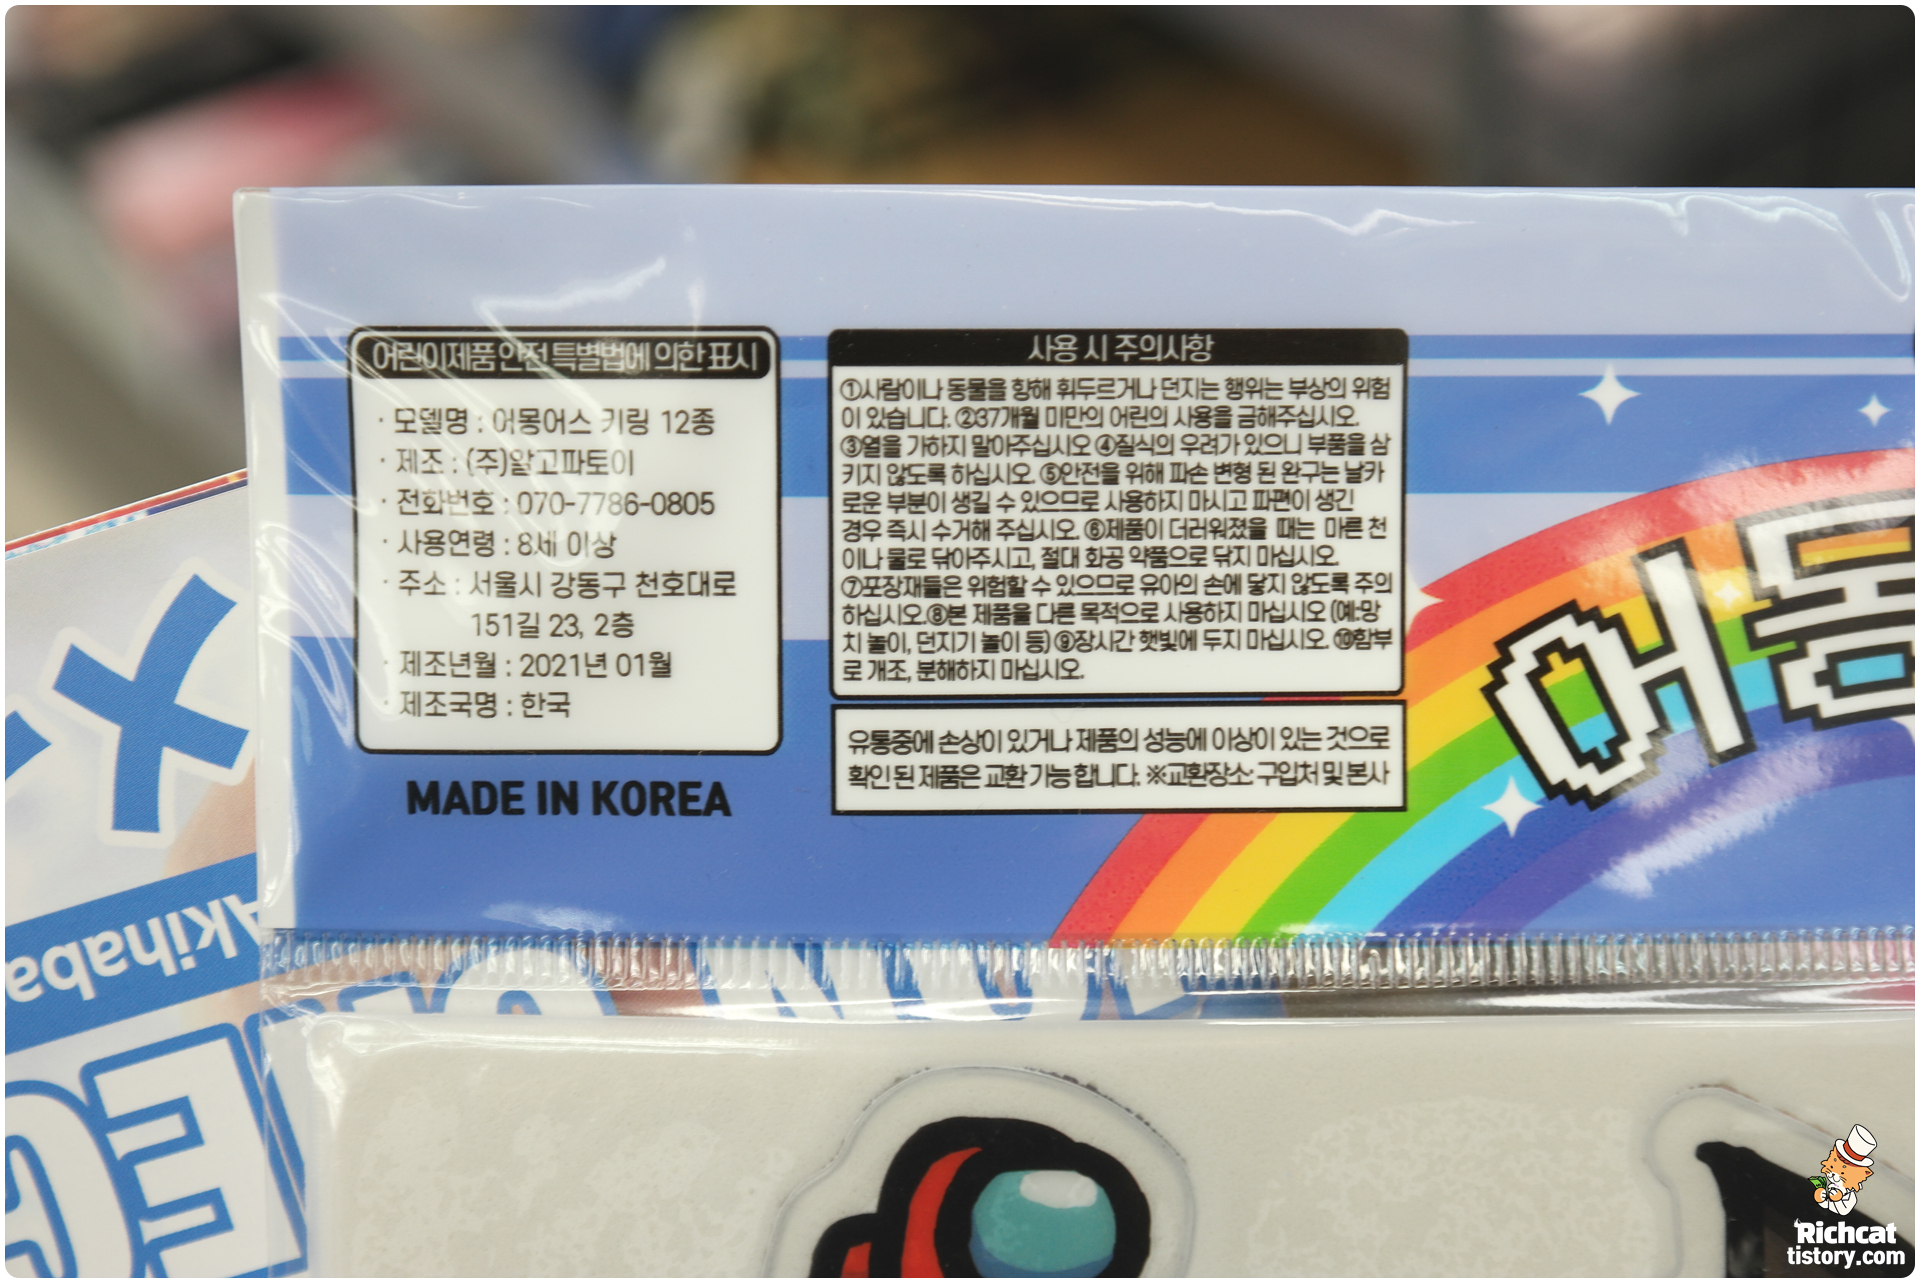 어린이제품 안전 특별법에 의한 표시
· 모델명 : 어몽어스 키링 12종
· 제조 : (주)알고파토이
· 전화번호 : 070-7786-0805
· 사용연령 : 8세 이상
· 주소 : 서울시 강동구 천호대로
151길 23, 2층
· 제조년월 : 2021년 01월
· 제조국명 : 한국
MADE IN KOREA
사용 시 주의사항
①사람이나 동물을 향해 휘두르거나 던지는 행위는 부상의 위험
이 있습니다. ②37개월 미만의 어린의 사용을 금해주십시오.
③열을 가하지 말아주십시오 ④질식의 우려가 있으니 부품을 삼
키지 않도록 하십시오. ⑤안전을 위해 파손 변형 된 완구는 날카
로운 부분이 생길 수 있으므로 사용하지 마시고 파편이 생긴
경우 즉시 수거해 주십시오. ⑥제품이 더러워졌을 때는 마른 천
이나 물로 닦아주시고, 절대 화공 약품으로 닦지 마십시오.
⑦포장재들은 위험할 수 있으므로 유아의 손에 닿지 않도록 주의
하십시오.⑧본 제품을 다른 목적으로 사용하지 마십시오 (예:망
치 놀이, 던지기 놀이 등) ⑨장시간 햇빛에 두지 마십시오. ⑩함부
로 개조, 분해하지 마십시오.
유통중에 손상이 있거나 제품의 성능에 이상이 있는 것으로
확인 된 제품은 교환 가능 합니다. ※교환장소: 구입처 및 본사
어몽
Akihaba
Richcat
tistory.com